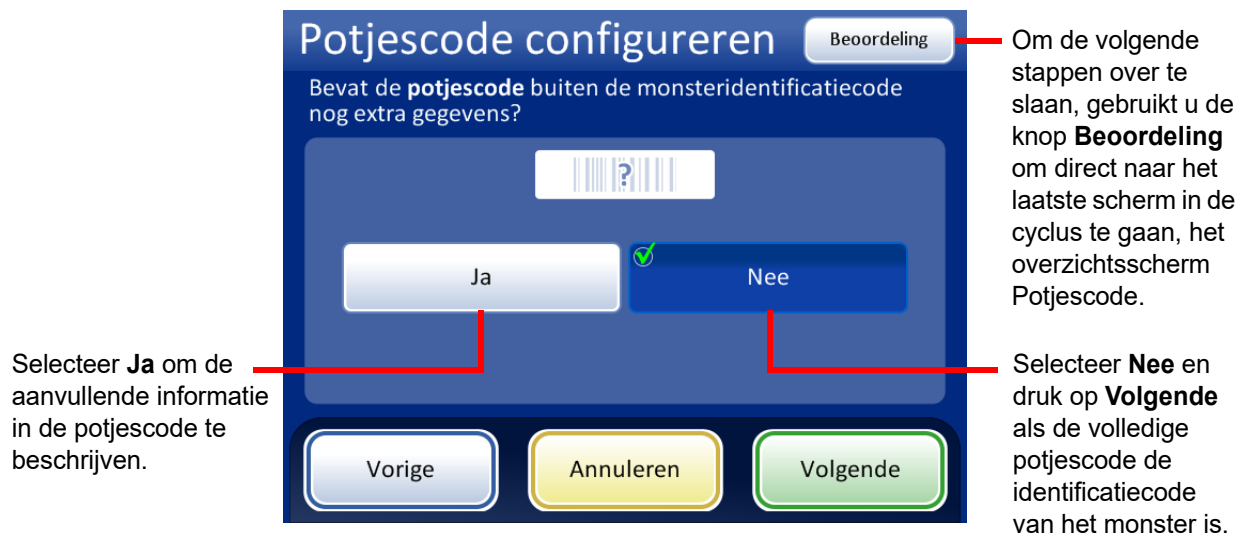 Potjescode configureren
Beoordeling
Bevat de potjescode buiten de monsteridentificatiecode
nog extra gegevens?
?
Ja
Nee
Vorige
Annuleren
Volgende
Selecteer Ja om de
aanvullende informatie
in de potjescode te
beschrijven.
Om de volgende
stappen over te
slaan, gebruikt u de
knop Beoordeling
om direct naar het
laatste scherm in de
cyclus te gaan, het
overzichtsscherm
Potjescode.
Selecteer Nee en
druk op Volgende
als de volledige
potjescode de
identificatiecode
van het monster is.